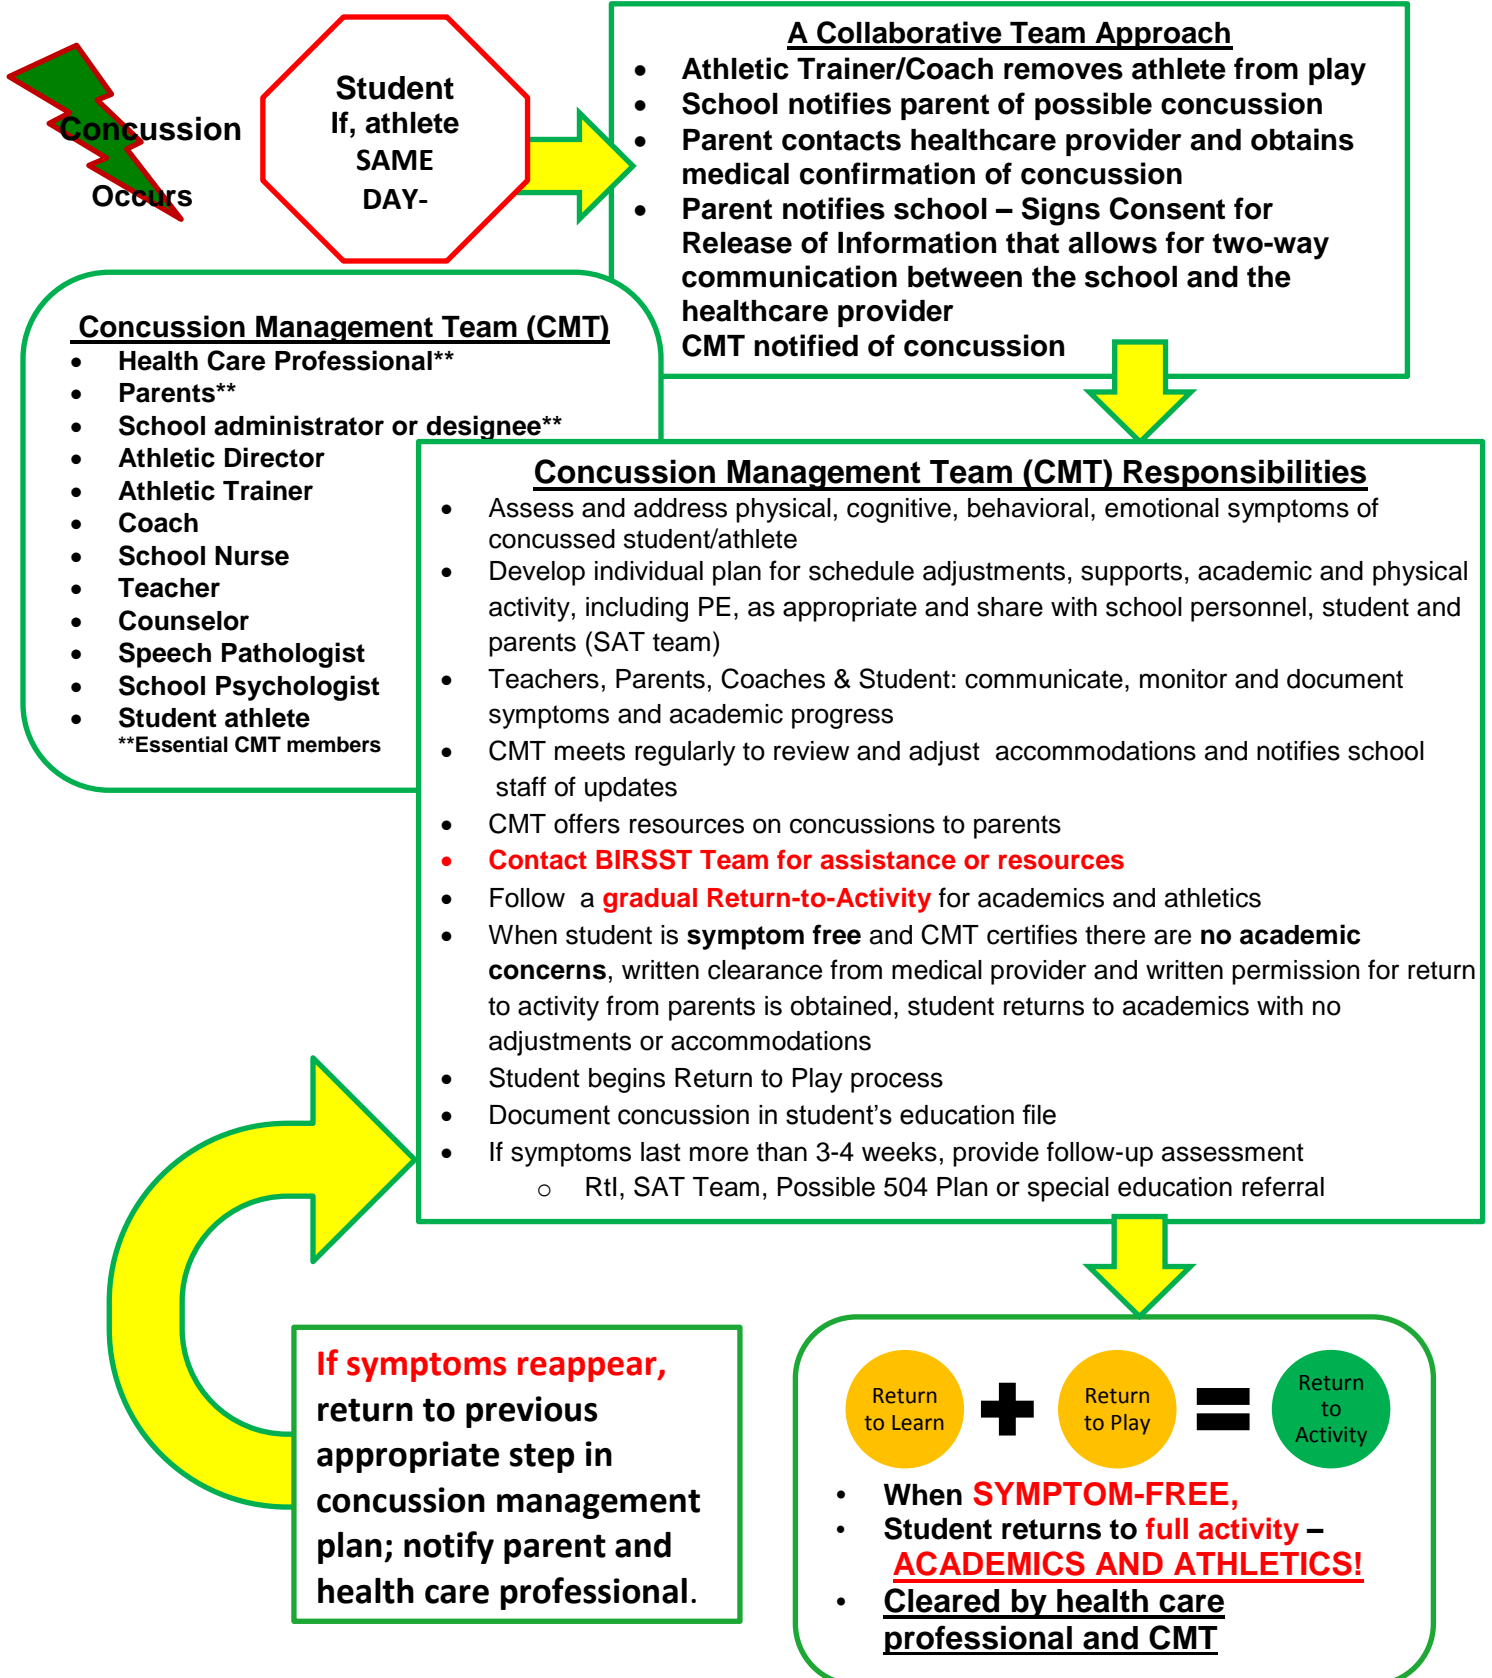 Concussion
Occurs
Student
If, athlete
SAME
DAY-
A Collaborative Team Approach
• Athletic Trainer/Coach removes athlete from play
• School notifies parent of possible concussion
• Parent contacts healthcare provider and obtains
medical confirmation of concussion
• Parent notifies school – Signs Consent for
Release of Information that allows for two-way
communication between the school and the
healthcare provider
CMT notified of concussion
Concussion Management Team (CMT)
• Health Care Professional**
• Parents**
• School administrator or designee**
• Athletic Director
• Athletic Trainer
• Coach
• School Nurse
• Teacher
• Counselor
• Speech Pathologist
• School Psychologist
• Student athlete
**Essential CMT members
Concussion Management Team (CMT) Responsibilities
• Assess and address physical, cognitive, behavioral, emotional symptoms of
concussed student/athlete
• Develop individual plan for schedule adjustments, supports, academic and physical
activity, including PE, as appropriate and share with school personnel, student and
parents (SAT team)
• Teachers, Parents, Coaches & Student: communicate, monitor and document
symptoms and academic progress
• CMT meets regularly to review and adjust accommodations and notifies school
staff of updates
• CMT offers resources on concussions to parents
• Contact BIRSST Team for assistance or resources
• Follow a gradual Return-to-Activity for academics and athletics
• When student is symptom free and CMT certifies there are no academic
concerns, written clearance from medical provider and written permission for return
to activity from parents is obtained, student returns to academics with no
adjustments or accommodations
• Student begins Return to Play process
• Document concussion in student’s education file
• If symptoms last more than 3-4 weeks, provide follow-up assessment
o RtI, SAT Team, Possible 504 Plan or special education referral
If symptoms reappear,
return to previous
appropriate step in
concussion management
plan; notify parent and
health care professional.
Return
to Learn
Return
to Play
Return
to
Activity
• When SYMPTOM-FREE,
• Student returns to full activity –
ACADEMICS AND ATHLETICS!
• Cleared by health care
professional and CMT